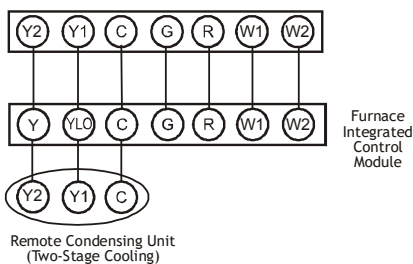 Y2 Y1 C G R W1 W2
Y YLO C G R W1 W2
Furnace
Integrated
Control
Module
Y2 Y1 C
Remote Condensing Unit
(Two-Stage Cooling)